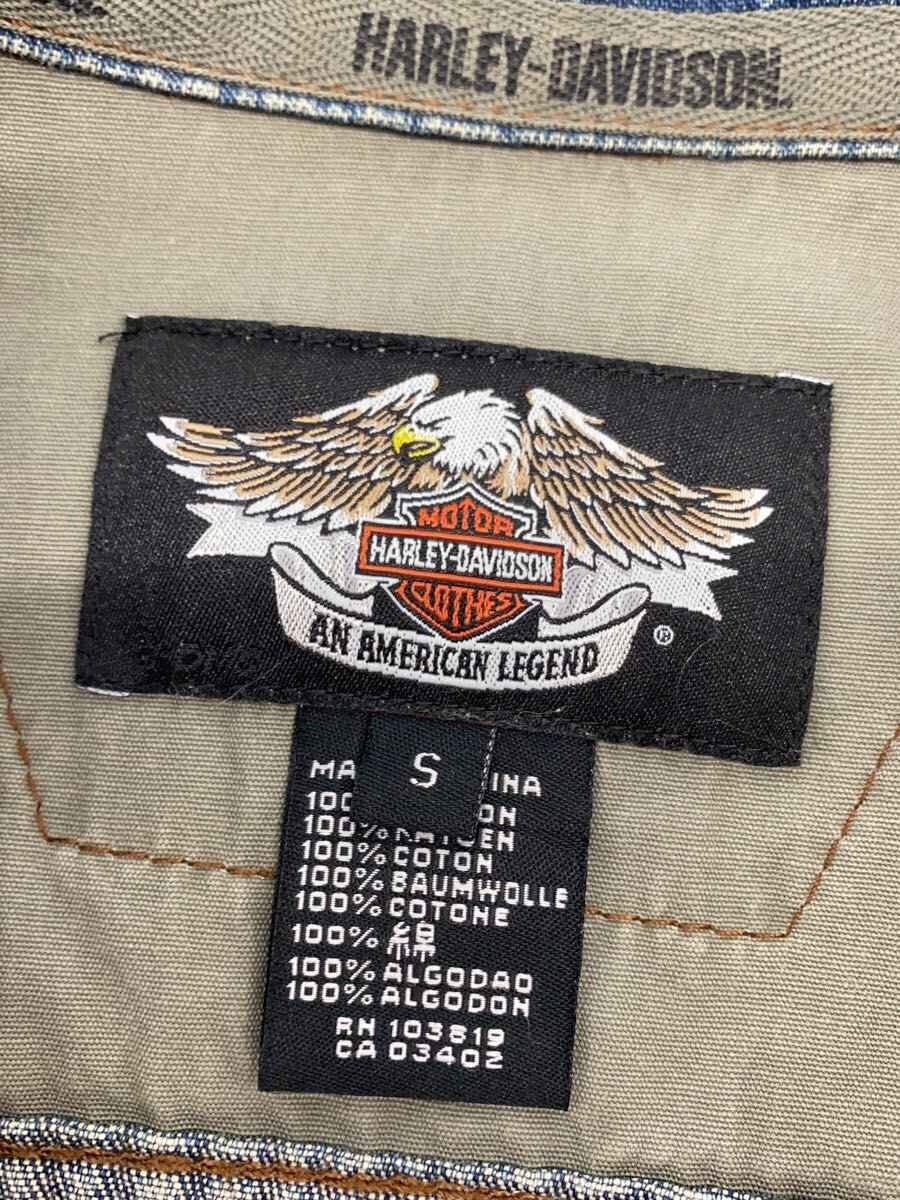 HARLEY-DAVIDSON.
MOTOR
HARLEY-DAVIDSON
CLOTHES
AN AMERICAN LEGEND
®
S
100%
100% COTON
100% BAUMWOLLE
100% COTONE
100% 綿
100% ALGODAO
100% ALGODON
RN 103819
CA 03402